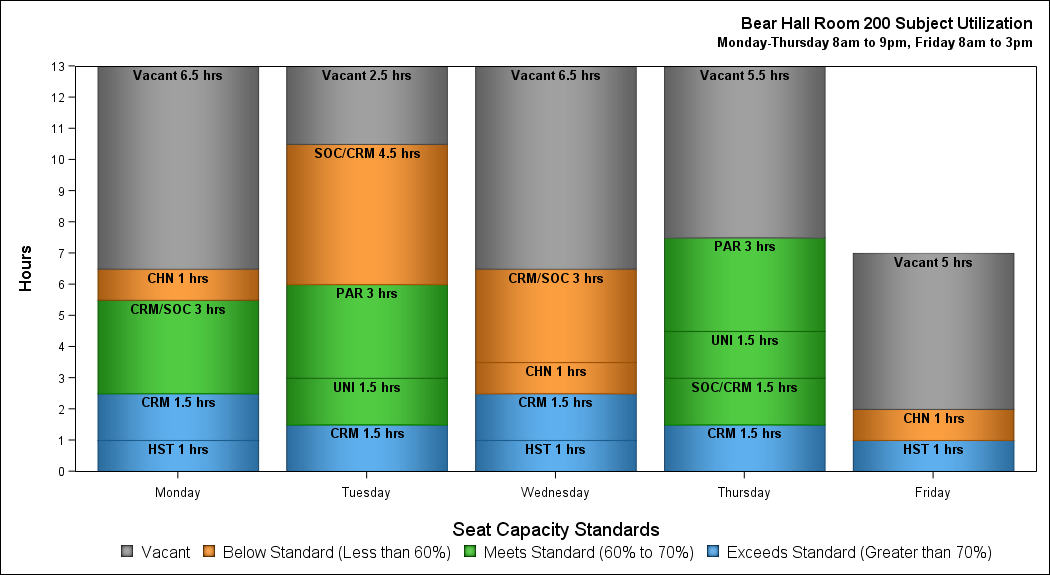 Bear Hall Room 200 Subject Utilization
Monday-Thursday 8am to 9pm, Friday 8am to 3pm
Hours
13
12
11
10
9
8
7
6
5
4
3
2
1
0
Vacant 6.5 hrs
CHN 1 hrs
CRM/SOC 3 hrs
CRM 1.5 hrs
HST 1 hrs
Vacant 2.5 hrs
SOC/CRM 4.5 hrs
PAR 3 hrs
UNI 1.5 hrs
CRM 1.5 hrs
Vacant 6.5 hrs
CRM/SOC 3 hrs
CHN 1 hrs
CRM 1.5 hrs
HST 1 hrs
Vacant 5.5 hrs
PAR 3 hrs
UNI 1.5 hrs
SOC/CRM 1.5 hrs
CRM 1.5 hrs
Vacant 5 hrs
CHN 1 hrs
HST 1 hrs
Monday Tuesday Wednesday Thursday Friday
Seat Capacity Standards
Vacant Below Standard (Less than 60%) Meets Standard (60% to 70%) Exceeds Standard (Greater than 70%)